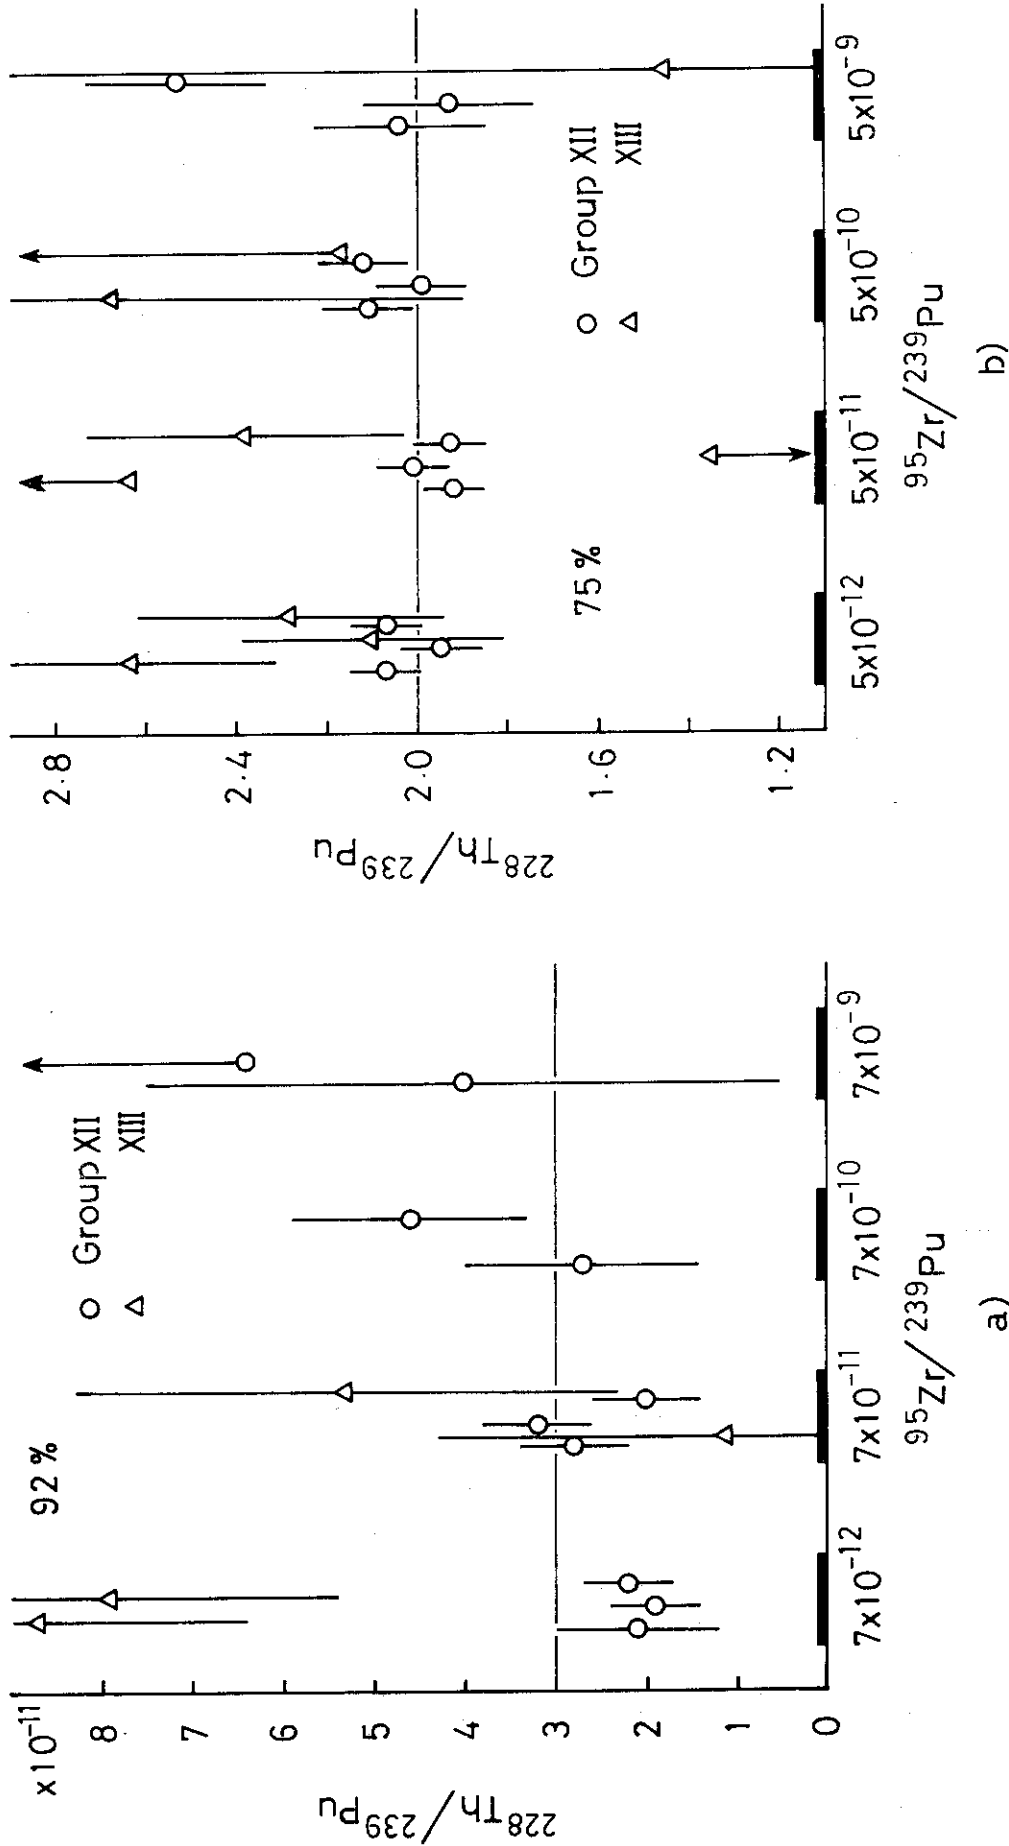 x10⁻¹¹
8
7
6
5
4
3
2
1
0
²²⁸Th/²³⁹Pu
92 %
○ Group XII
△ XIII
7x10⁻¹²
7x10⁻¹¹
7x10⁻¹⁰
7x10⁻⁹
⁹⁵Zr/²³⁹Pu
a)
2.8
2.4
2.0
1.6
1.2
²²⁸Th/²³⁹Pu
75 %
○ Group XII
△ XIII
5x10⁻¹²
5x10⁻¹¹
5x10⁻¹⁰
5x10⁻⁹
⁹⁵Zr/²³⁹Pu
b)